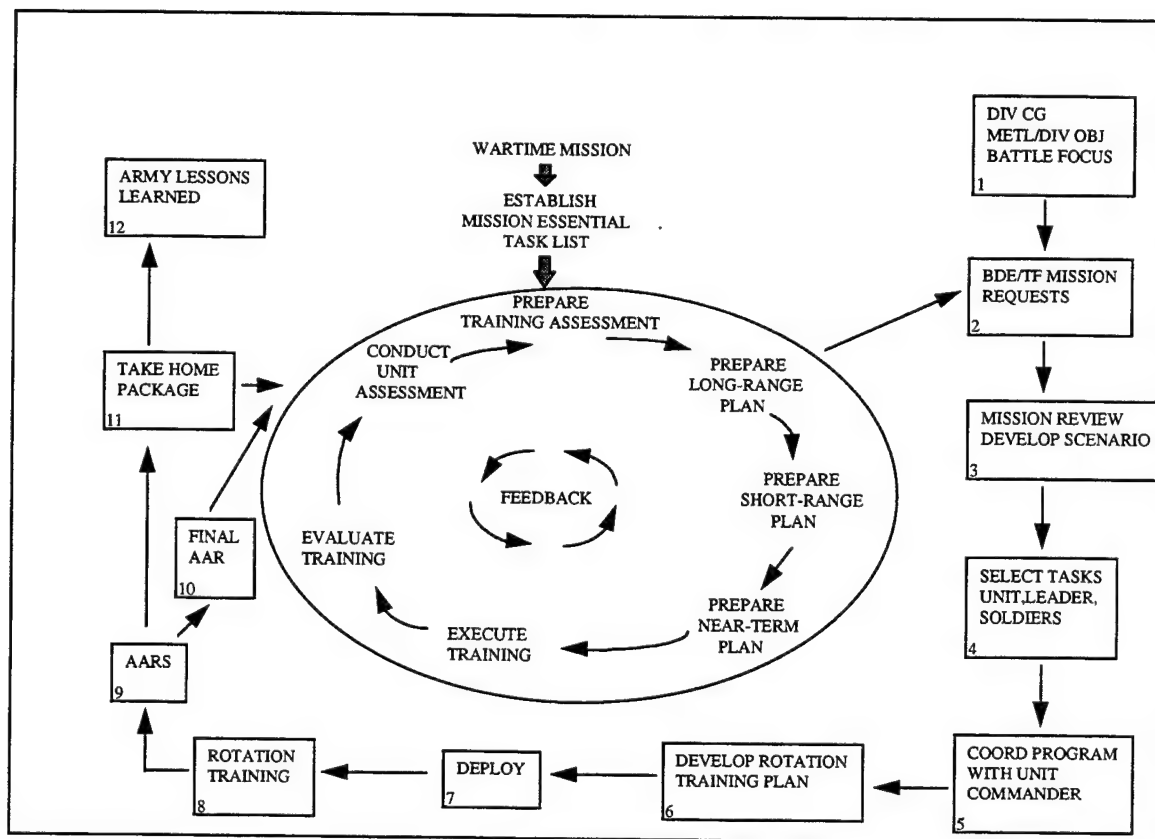 DIV CG
METL/DIV OBJ
BATTLE FOCUS
1
BDE/TF MISSION
REQUESTS
2
MISSION REVIEW
DEVELOP SCENARIO
3
SELECT TASKS
UNIT,LEADER,
SOLDIERS
4
COORD PROGRAM
WITH UNIT
COMMANDER
5
DEVELOP ROTATION
TRAINING PLAN
6
DEPLOY
7
ROTATION
TRAINING
8
AARS
9
FINAL
AAR
10
TAKE HOME
PACKAGE
11
ARMY LESSONS
LEARNED
12
WARTIME MISSION
ESTABLISH
MISSION ESSENTIAL
TASK LIST
PREPARE
TRAINING ASSESSMENT
PREPARE
LONG-RANGE
PLAN
PREPARE
SHORT-RANGE
PLAN
PREPARE
NEAR-TERM
PLAN
EXECUTE
TRAINING
EVALUATE
TRAINING
CONDUCT
UNIT
ASSESSMENT
FEEDBACK